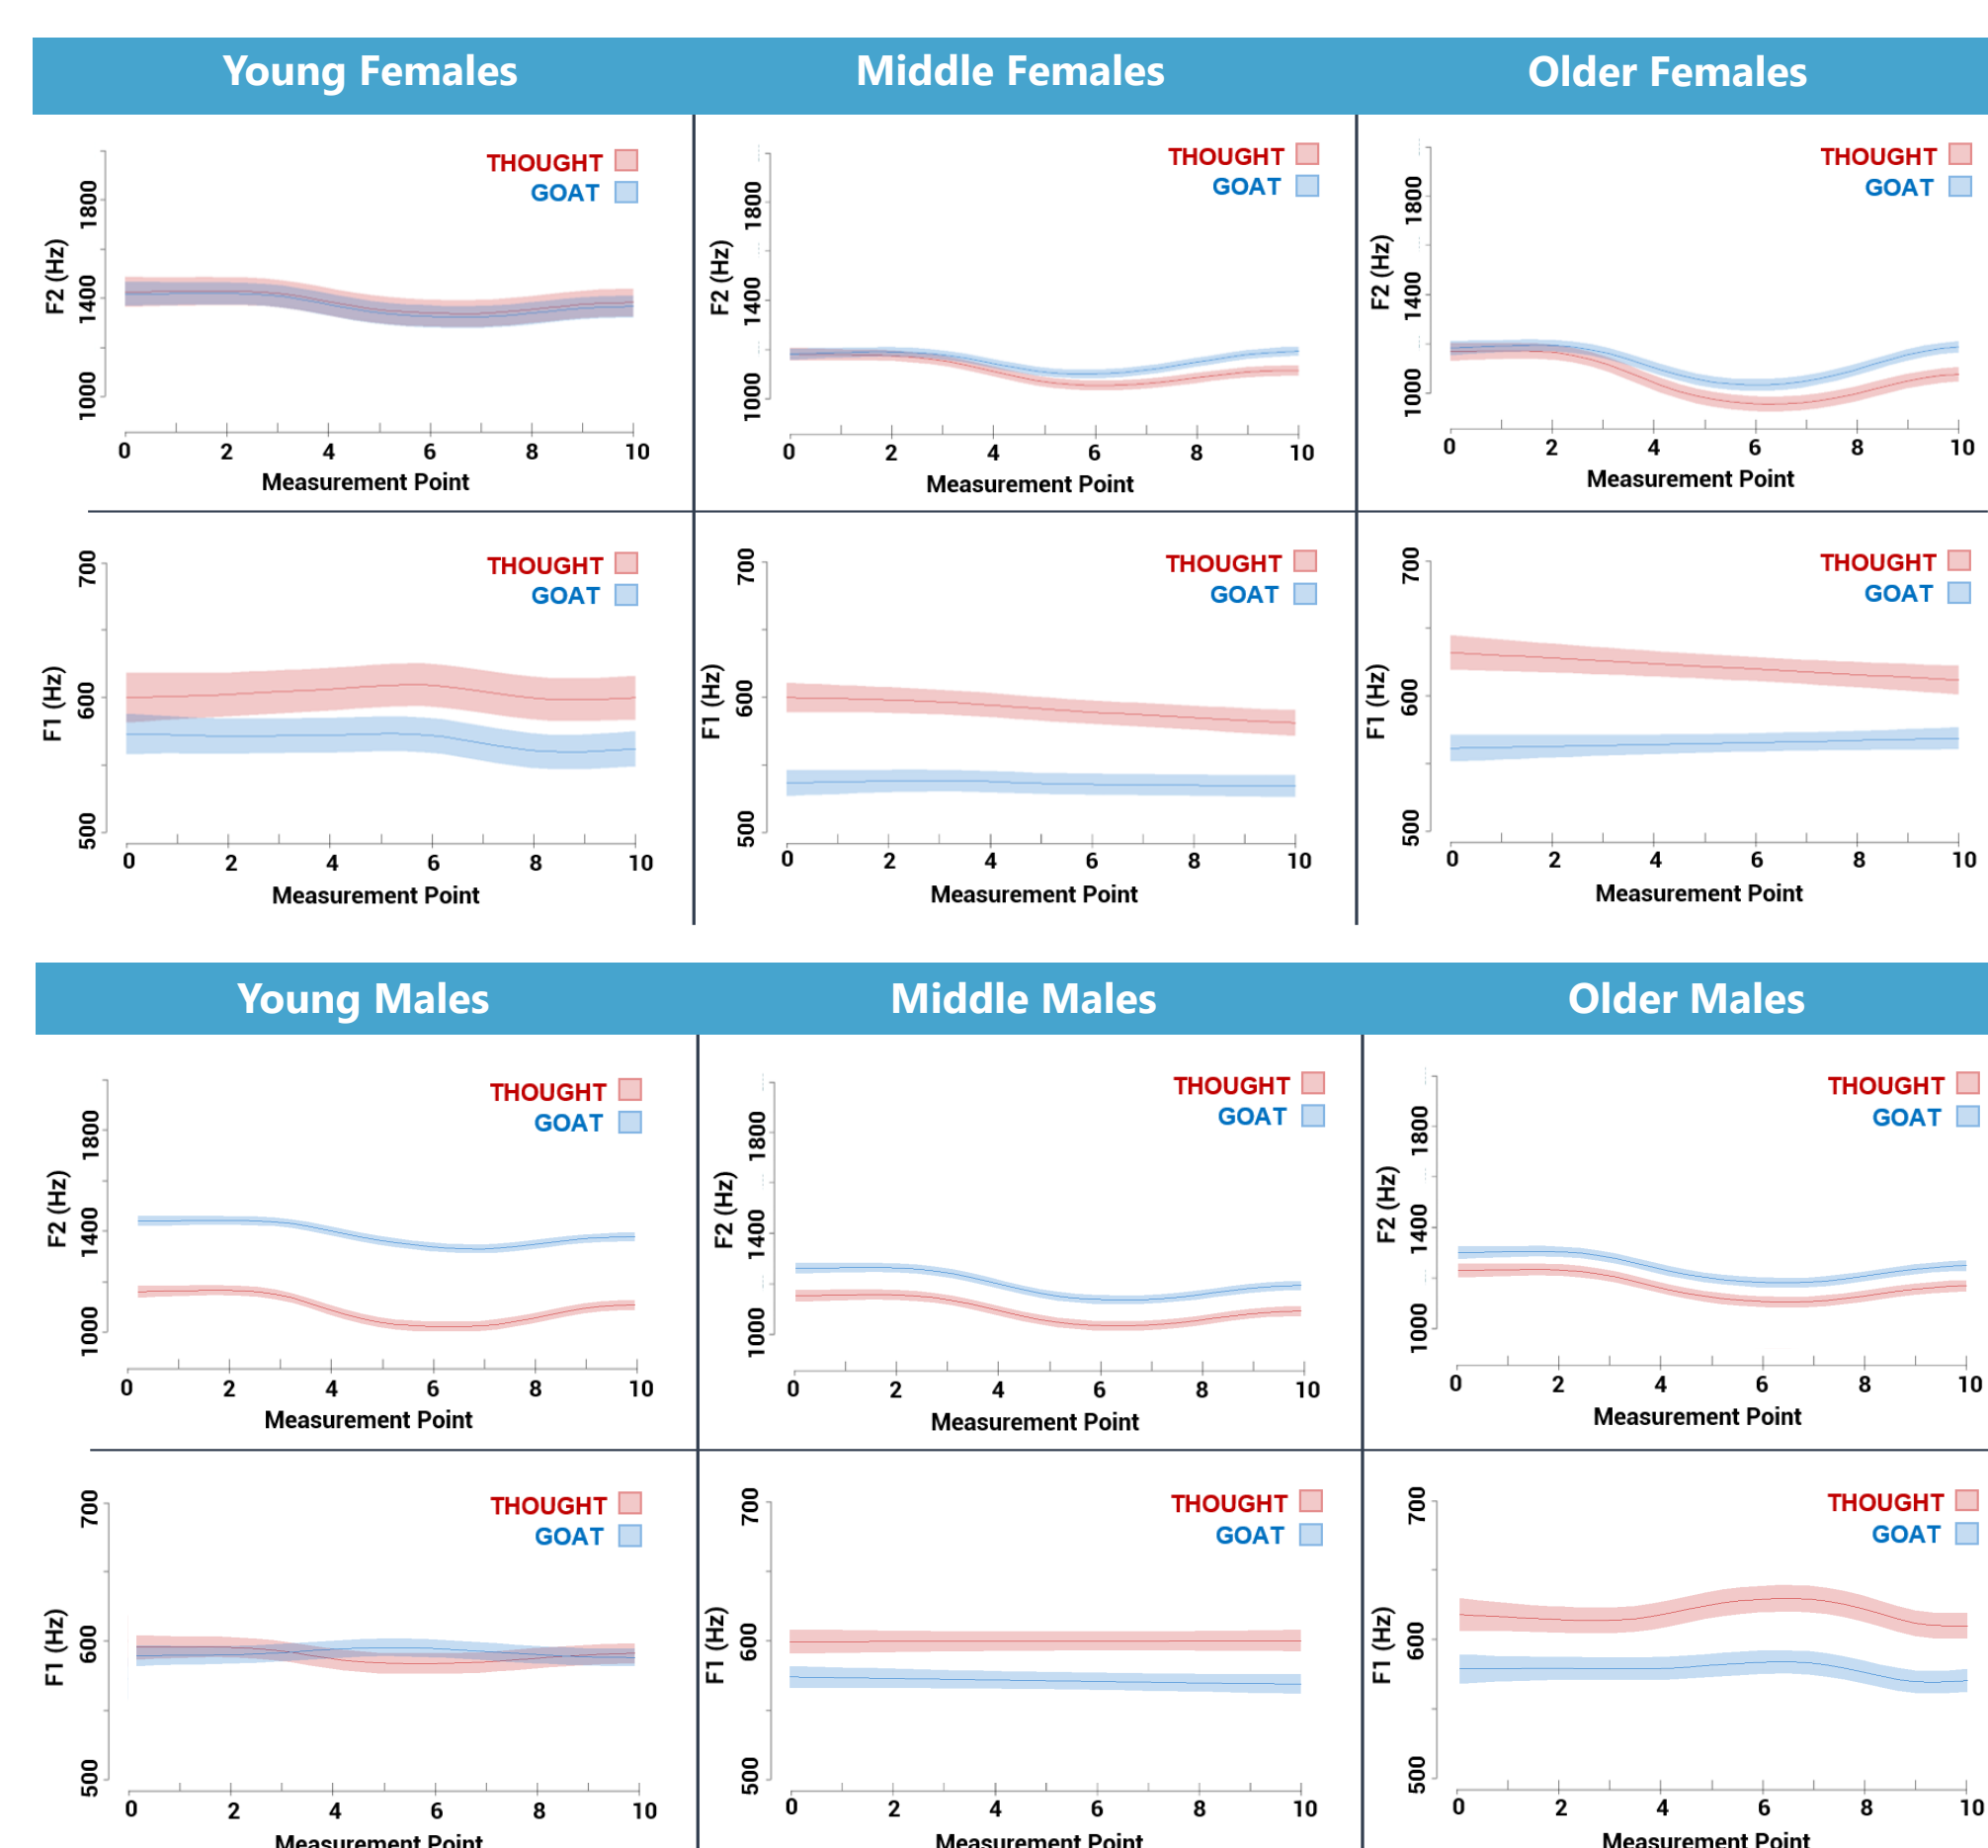 Young Females Middle Females Older Females
THOUGHT
GOAT
F2 (Hz)
1800
1400
1000
0 2 4 6 8 10
Measurement Point
THOUGHT
GOAT
F2 (Hz)
1800
1400
1000
0 2 4 6 8 10
Measurement Point
THOUGHT
GOAT
F2 (Hz)
1800
1400
1000
0 2 4 6 8 10
Measurement Point
THOUGHT
GOAT
F1 (Hz)
700
600
500
0 2 4 6 8 10
Measurement Point
THOUGHT
GOAT
F1 (Hz)
700
600
500
0 2 4 6 8 10
Measurement Point
THOUGHT
GOAT
F1 (Hz)
700
600
500
0 2 4 6 8 10
Measurement Point
Young Males Middle Males Older Males
THOUGHT
GOAT
F2 (Hz)
1800
1400
1000
0 2 4 6 8 10
Measurement Point
THOUGHT
GOAT
F2 (Hz)
1800
1400
1000
0 2 4 6 8 10
Measurement Point
THOUGHT
GOAT
F2 (Hz)
1800
1400
1000
0 2 4 6 8 10
Measurement Point
THOUGHT
GOAT
F1 (Hz)
700
600
500
0 2 4 6 8 10
Measurement Point
THOUGHT
GOAT
F1 (Hz)
700
600
500
0 2 4 6 8 10
Measurement Point
THOUGHT
GOAT
F1 (Hz)
700
600
500
0 2 4 6 8 10
Measurement Point